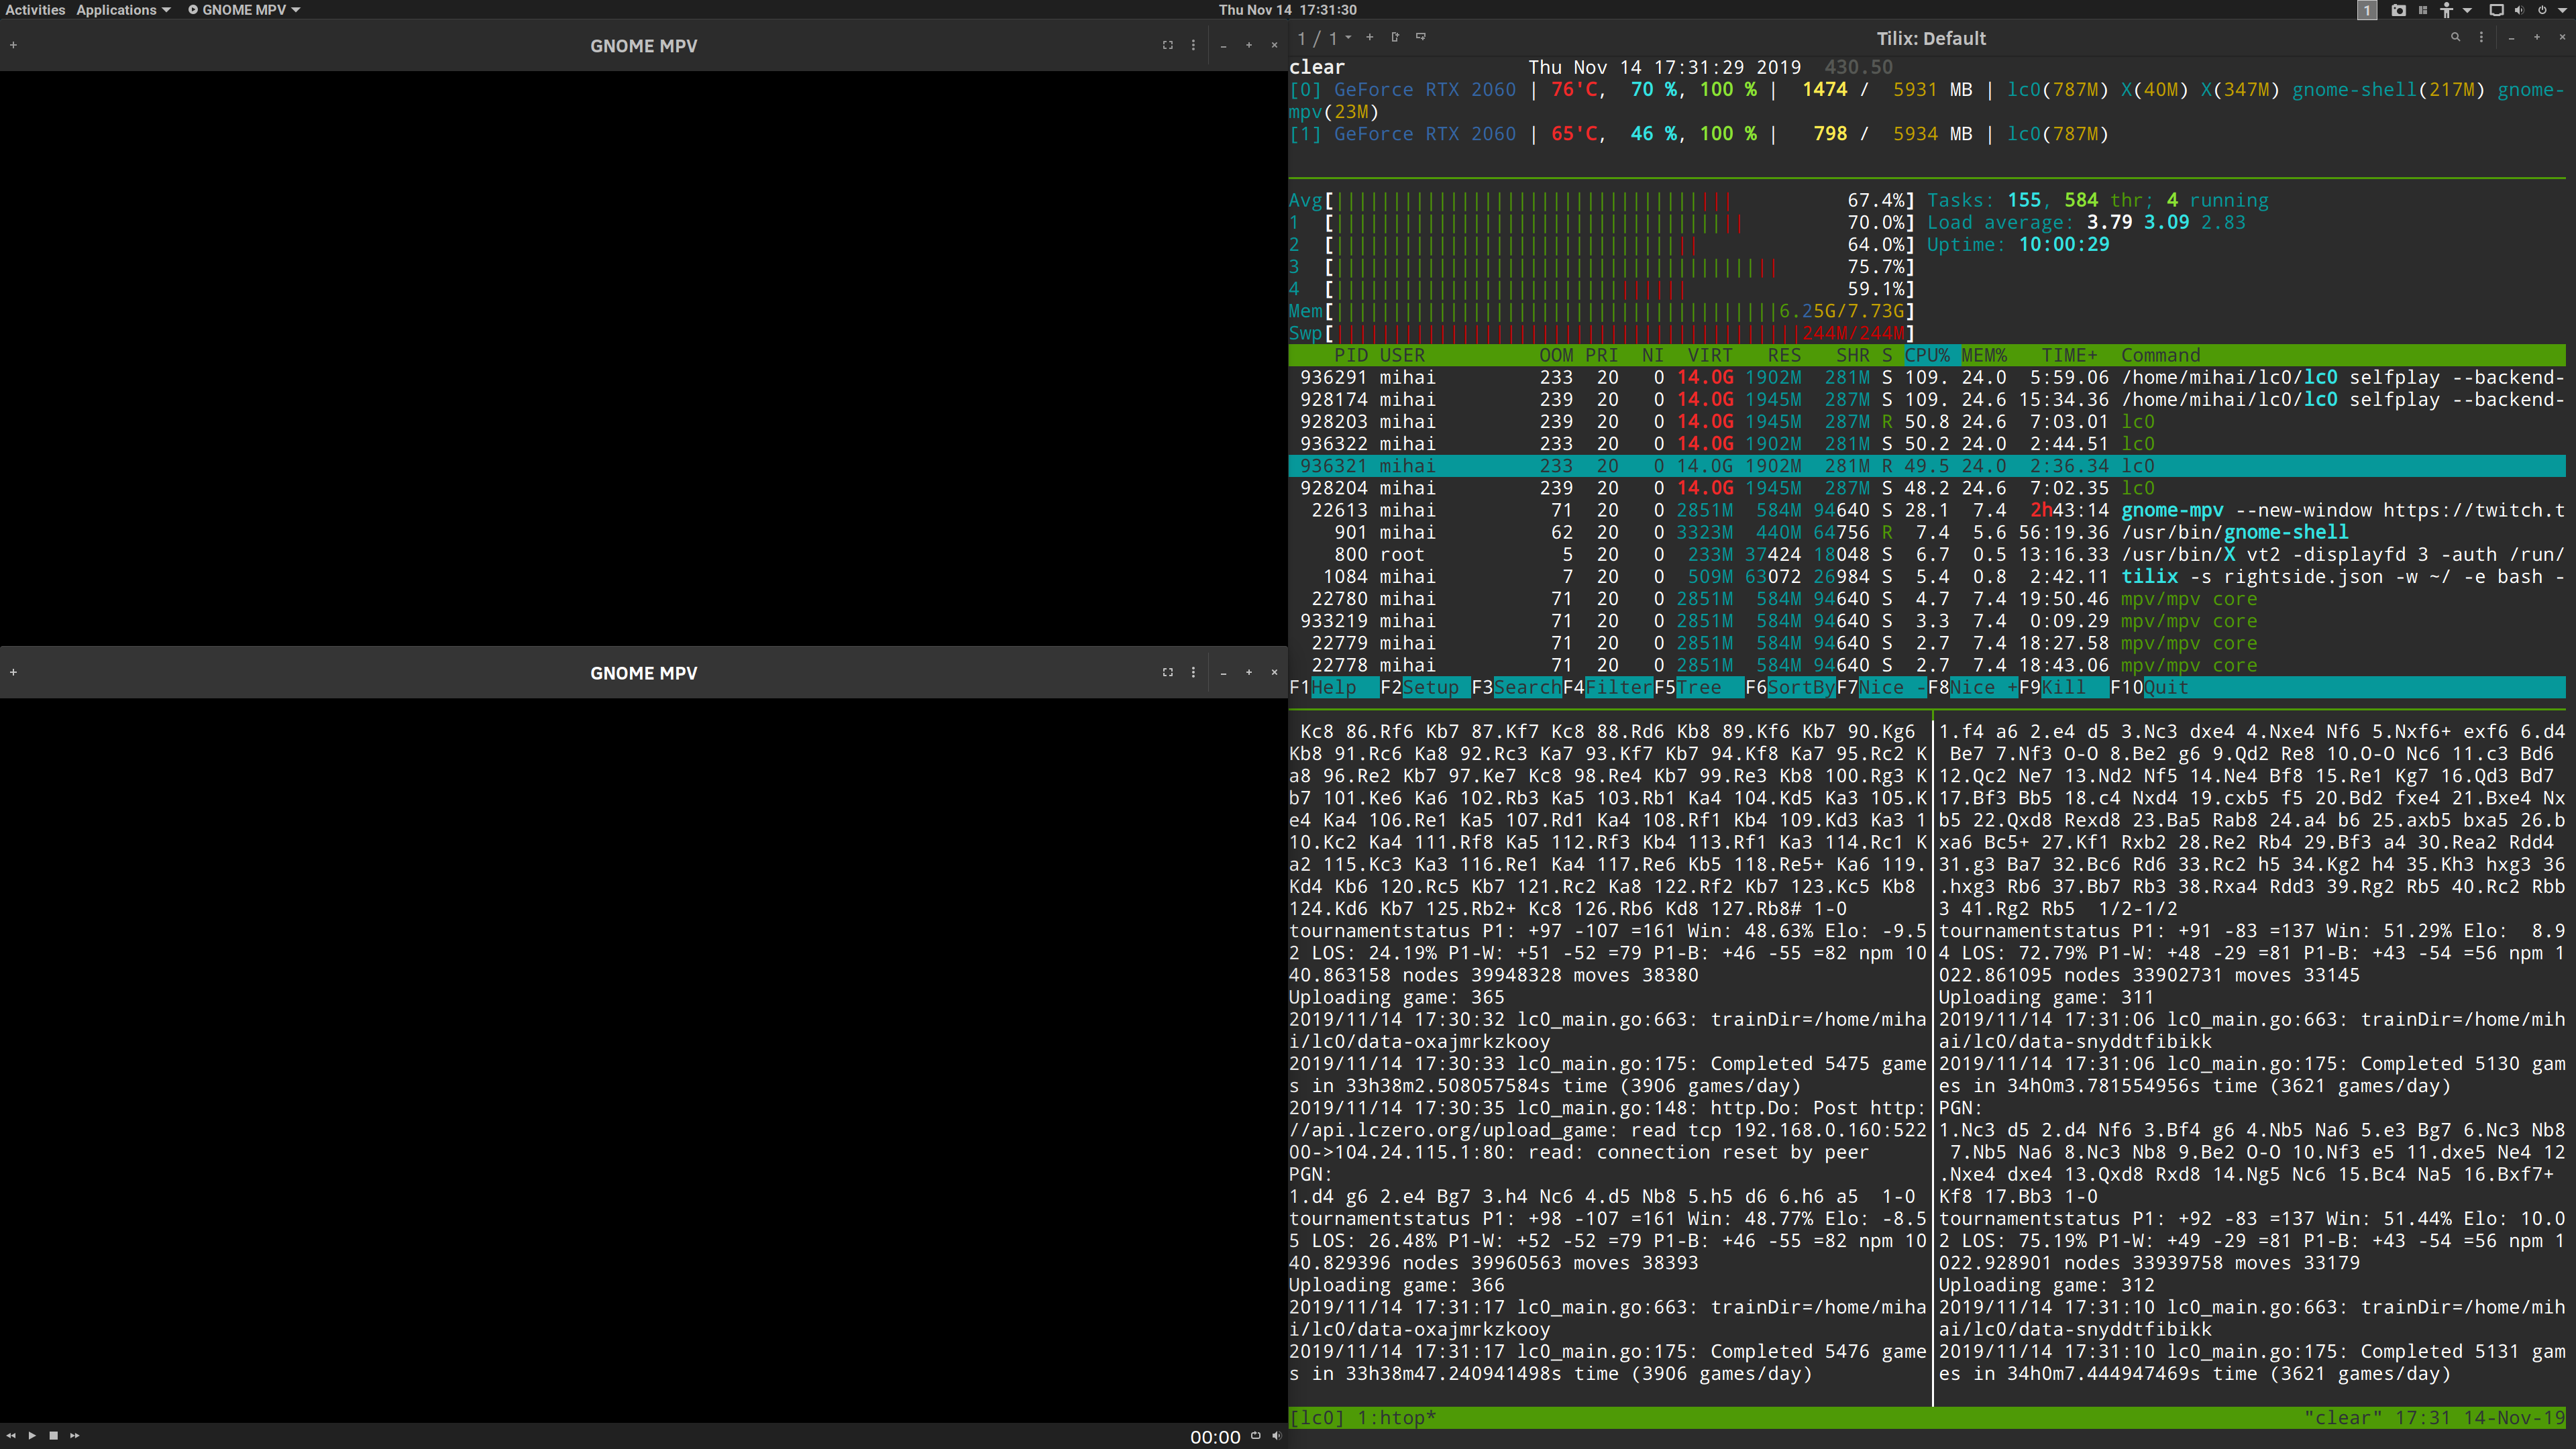 Activities Applications GNOME MPV Thu Nov 14 17:31:30 1
GNOME MPV
GNOME MPV
00:00
1 / 1 Tilix: Default
clear Thu Nov 14 17:31:29 2019 430.50
[0] GeForce RTX 2060 | 76'C, 70 %, 100 % | 1474 / 5931 MB | lc0(787M) X(40M) X(347M) gnome-shell(217M) gnome-
mpv(23M)
[1] GeForce RTX 2060 | 65'C, 46 %, 100 % | 798 / 5934 MB | lc0(787M)
Avg[ 67.4%] Tasks: 155, 584 thr; 4 running
1 [ 70.0%] Load average: 3.79 3.09 2.83
2 [ 64.0%] Uptime: 10:00:29
3 [ 75.7%]
4 [ 59.1%]
Mem[ 6.25G/7.73G]
Swp[ 244M/244M]
PID USER OOM PRI NI VIRT RES SHR S CPU% MEM% TIME+ Command
936291 mihai 233 20 0 14.0G 1902M 281M S 109. 24.0 5:59.06 /home/mihai/lc0/lc0 selfplay --backend-
928174 mihai 239 20 0 14.0G 1945M 287M S 109. 24.6 15:34.36 /home/mihai/lc0/lc0 selfplay --backend-
928203 mihai 239 20 0 14.0G 1945M 287M R 50.8 24.6 7:03.01 lc0
936322 mihai 233 20 0 14.0G 1902M 281M S 50.2 24.0 2:44.51 lc0
936321 mihai 233 20 0 14.0G 1902M 281M R 49.5 24.0 2:36.34 lc0
928204 mihai 239 20 0 14.0G 1945M 287M S 48.2 24.6 7:02.35 lc0
22613 mihai 71 20 0 2851M 584M 94640 S 28.1 7.4 2h43:14 gnome-mpv --new-window https://twitch.t
901 mihai 62 20 0 3323M 440M 64756 R 7.4 5.6 56:19.36 /usr/bin/gnome-shell
800 root 5 20 0 233M 37424 18048 S 6.7 0.5 13:16.33 /usr/bin/X vt2 -displayfd 3 -auth /run/
1084 mihai 7 20 0 509M 63072 26984 S 5.4 0.8 2:42.11 tilix -s rightside.json -w ~/ -e bash -
22780 mihai 71 20 0 2851M 584M 94640 S 4.7 7.4 19:50.46 mpv/mpv core
933219 mihai 71 20 0 2851M 584M 94640 S 3.3 7.4 0:09.29 mpv/mpv core
22779 mihai 71 20 0 2851M 584M 94640 S 2.7 7.4 18:27.58 mpv/mpv core
22778 mihai 71 20 0 2851M 584M 94640 S 2.7 7.4 18:43.06 mpv/mpv core
F1Help F2Setup F3SearchF4FilterF5Tree F6SortByF7Nice -F8Nice +F9Kill F10Quit
Kc8 86.Rf6 Kb7 87.Kf7 Kc8 88.Rd6 Kb8 89.Kf6 Kb7 90.Kg6
Kb8 91.Rc6 Ka8 92.Rc3 Ka7 93.Kf7 Kb7 94.Kf8 Ka7 95.Rc2 K
a8 96.Re2 Kb7 97.Ke7 Kc8 98.Re4 Kb7 99.Re3 Kb8 100.Rg3 K
b7 101.Ke6 Ka6 102.Rb3 Ka5 103.Rb1 Ka4 104.Kd5 Ka3 105.K
e4 Ka4 106.Re1 Ka5 107.Rd1 Ka4 108.Rf1 Kb4 109.Kd3 Ka3 1
10.Kc2 Ka4 111.Rf8 Ka5 112.Rf3 Kb4 113.Rf1 Ka3 114.Rc1 K
a2 115.Kc3 Ka3 116.Re1 Ka4 117.Re6 Kb5 118.Re5+ Ka6 119.
Kd4 Kb6 120.Rc5 Kb7 121.Rc2 Ka8 122.Rf2 Kb7 123.Kc5 Kb8
124.Kd6 Kb7 125.Rb2+ Kc8 126.Rb6 Kd8 127.Rb8# 1-0
tournamentstatus P1: +97 -107 =161 Win: 48.63% Elo: -9.5
2 LOS: 24.19% P1-W: +51 -52 =79 P1-B: +46 -55 =82 npm 10
40.863158 nodes 39948328 moves 38380
Uploading game: 365
2019/11/14 17:30:32 lc0_main.go:663: trainDir=/home/miha
i/lc0/data-oxajmrkzkooy
2019/11/14 17:30:33 lc0_main.go:175: Completed 5475 game
s in 33h38m2.508057584s time (3906 games/day)
2019/11/14 17:30:35 lc0_main.go:148: http.Do: Post http:
//api.lczero.org/upload_game: read tcp 192.168.0.160:522
00->104.24.115.1:80: read: connection reset by peer
PGN:
1.d4 g6 2.e4 Bg7 3.h4 Nc6 4.d5 Nb8 5.h5 d6 6.h6 a5 1-0
tournamentstatus P1: +98 -107 =161 Win: 48.77% Elo: -8.5
5 LOS: 26.48% P1-W: +52 -52 =79 P1-B: +46 -55 =82 npm 10
40.829396 nodes 39960563 moves 38393
Uploading game: 366
2019/11/14 17:31:17 lc0_main.go:663: trainDir=/home/miha
i/lc0/data-oxajmrkzkooy
2019/11/14 17:31:17 lc0_main.go:175: Completed 5476 game
s in 33h38m47.240941498s time (3906 games/day)
1.f4 a6 2.e4 d5 3.Nc3 dxe4 4.Nxe4 Nf6 5.Nxf6+ exf6 6.d4
Be7 7.Nf3 O-O 8.Be2 g6 9.Qd2 Re8 10.O-O Nc6 11.c3 Bd6
12.Qc2 Ne7 13.Nd2 Nf5 14.Ne4 Bf8 15.Re1 Kg7 16.Qd3 Bd7
17.Bf3 Bb5 18.c4 Nxd4 19.cxb5 f5 20.Bd2 fxe4 21.Bxe4 Nx
b5 22.Qxd8 Rexd8 23.Ba5 Rab8 24.a4 b6 25.axb5 bxa5 26.b
xa6 Bc5+ 27.Kf1 Rxb2 28.Re2 Rb4 29.Bf3 a4 30.Rea2 Rdd4
31.g3 Ba7 32.Bc6 Rd6 33.Rc2 h5 34.Kg2 h4 35.Kh3 hxg3 36
.hxg3 Rb6 37.Bb7 Rb3 38.Rxa4 Rdd3 39.Rg2 Rb5 40.Rc2 Rbb
3 41.Rg2 Rb5 1/2-1/2
tournamentstatus P1: +91 -83 =137 Win: 51.29% Elo: 8.9
4 LOS: 72.79% P1-W: +48 -29 =81 P1-B: +43 -54 =56 npm 1
022.861095 nodes 33902731 moves 33145
Uploading game: 311
2019/11/14 17:31:06 lc0_main.go:663: trainDir=/home/mih
ai/lc0/data-snyddtfibikk
2019/11/14 17:31:06 lc0_main.go:175: Completed 5130 gam
es in 34h0m3.781554956s time (3621 games/day)
PGN:
1.Nc3 d5 2.d4 Nf6 3.Bf4 g6 4.Nb5 Na6 5.e3 Bg7 6.Nc3 Nb8
7.Nb5 Na6 8.Nc3 Nb8 9.Be2 O-O 10.Nf3 e5 11.dxe5 Ne4 12
.Nxe4 dxe4 13.Qxd8 Rxd8 14.Ng5 Nc6 15.Bc4 Na5 16.Bxf7+
Kf8 17.Bb3 1-0
tournamentstatus P1: +92 -83 =137 Win: 51.44% Elo: 10.0
2 LOS: 75.19% P1-W: +49 -29 =81 P1-B: +43 -54 =56 npm 1
022.928901 nodes 33939758 moves 33179
Uploading game: 312
2019/11/14 17:31:10 lc0_main.go:663: trainDir=/home/mih
ai/lc0/data-snyddtfibikk
2019/11/14 17:31:10 lc0_main.go:175: Completed 5131 gam
es in 34h0m7.444947469s time (3621 games/day)
[lc0] 1:htop* "clear" 17:31 14-Nov-19